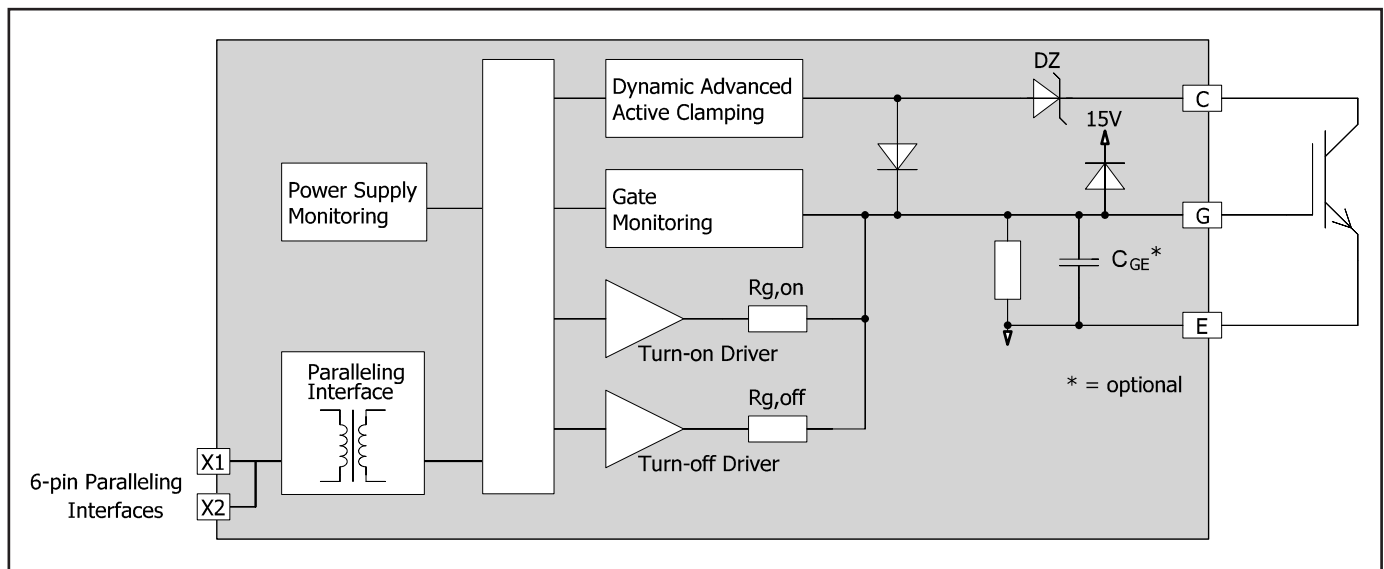 Dynamic Advanced
Active Clamping
DZ
C
15V
Power Supply
Monitoring
Gate
Monitoring
G
CGE*
Rg,on
Turn-on Driver
E
* = optional
Paralleling
Interface
Rg,off
Turn-off Driver
X1
6-pin Paralleling
Interfaces
X2